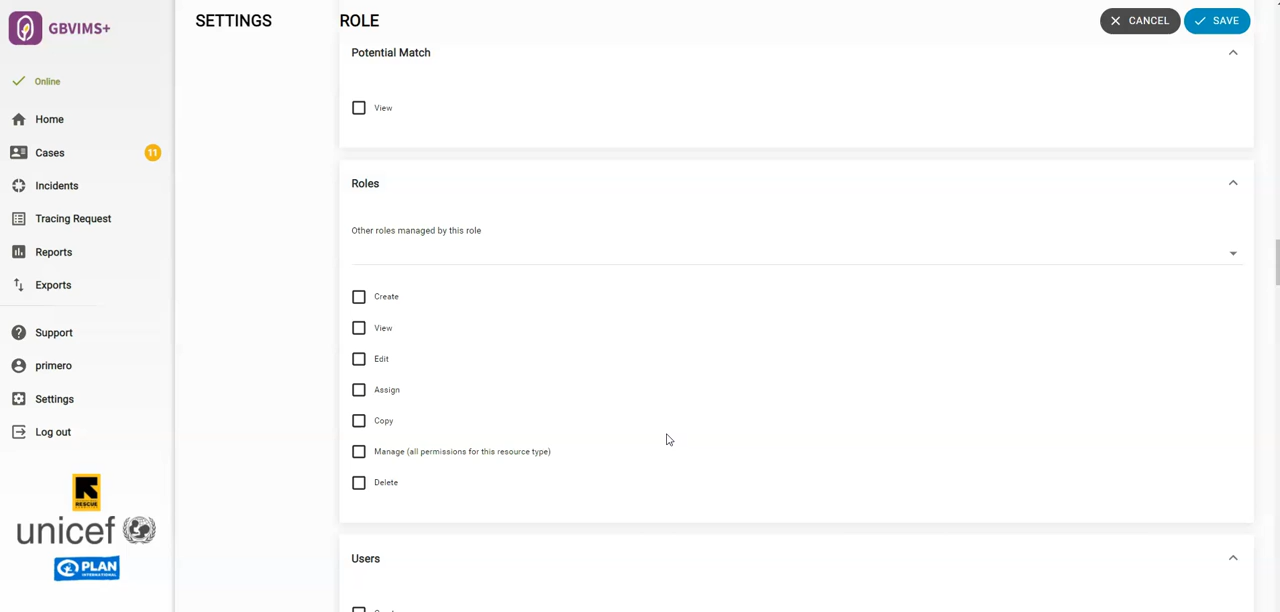 GBVIMS+
SETTINGS
ROLE
CANCEL
SAVE
Online
Home
Cases
11
Incidents
Tracing Request
Reports
Exports
Support
primero
Settings
Log out
RESCUE
unicef
PLAN
INTERNATIONAL
Potential Match
View
Roles
Other roles managed by this role
Create
View
Edit
Assign
Copy
Manage (all permissions for this resource type)
Delete
Users